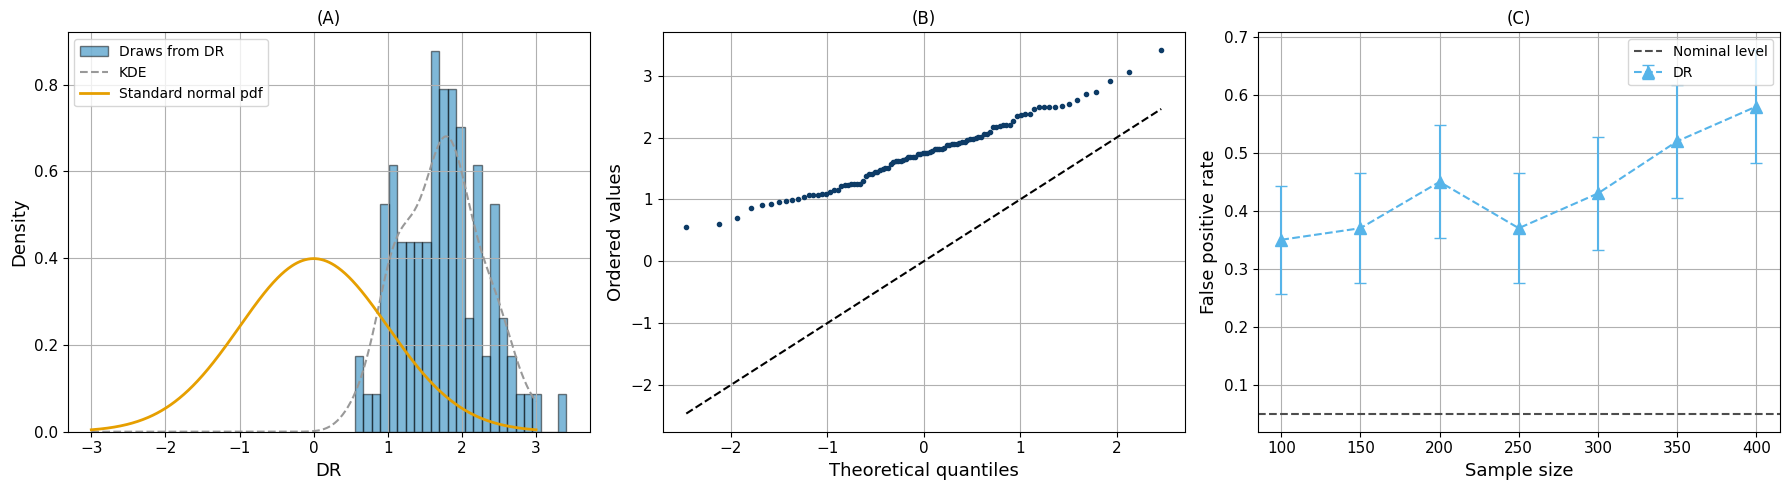 (A)
Draws from DR
KDE
Standard normal pdf
0.8
0.6
0.4
0.2
0.0
−3
−2
−1
0
1
2
3
Density
DR
(B)
3
2
1
0
−1
−2
−2
−1
0
1
2
Ordered values
Theoretical quantiles
(C)
Nominal level
DR
0.7
0.6
0.5
0.4
0.3
0.2
0.1
100
150
200
250
300
350
400
False positive rate
Sample size